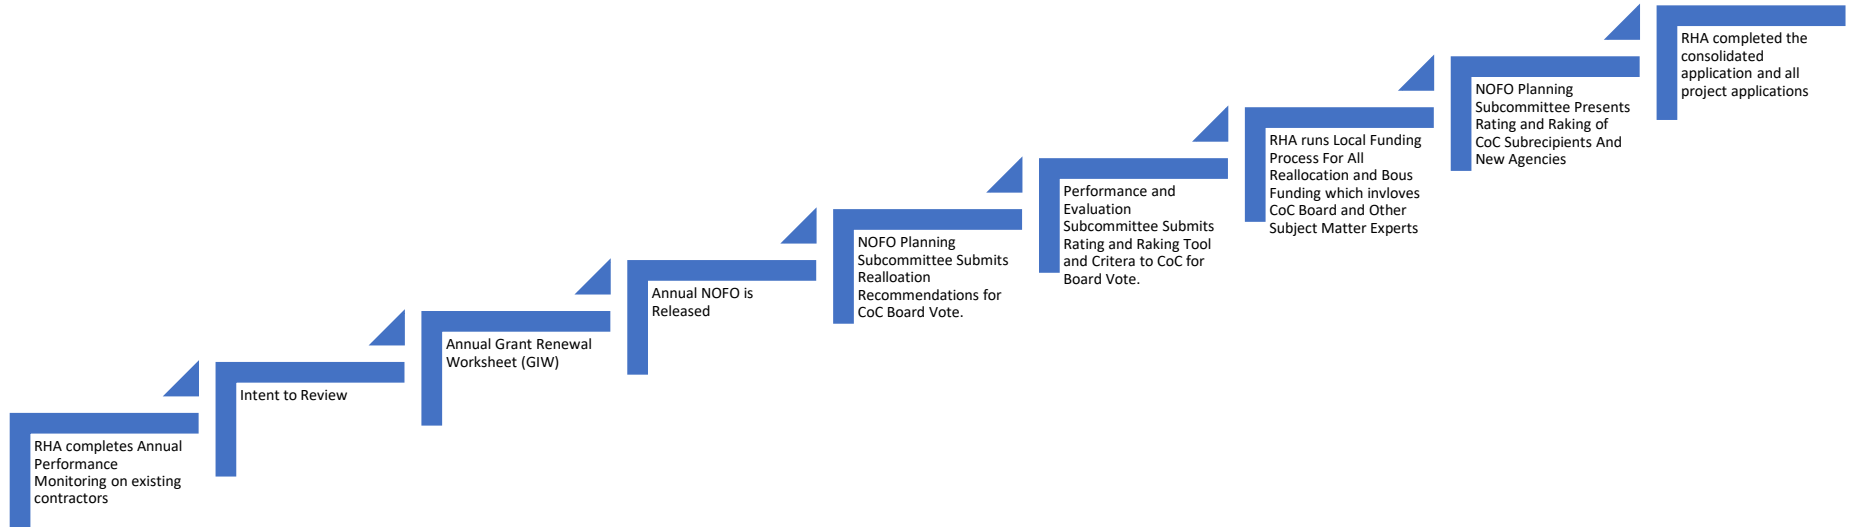 RHA completes Annual
Performance
Monitoring on existing
contractors
Intent to Review
Annual Grant Renewal
Worksheet (GIW)
Annual NOFO is
Released
NOFO Planning
Subcommittee Submits
Realloation
Recommendations for
CoC Board Vote.
Performance and
Evaluation
Subcommittee Submits
Rating and Raking Tool
and Critera to CoC for
Board Vote.
RHA runs Local Funding
Process For All
Reallocation and Bous
Funding which invloves
CoC Board and Other
Subject Matter Experts
NOFO Planning
Subcommittee Presents
Rating and Raking of
CoC Subrecipients And
New Agencies
RHA completed the
consolidated
application and all
project applications